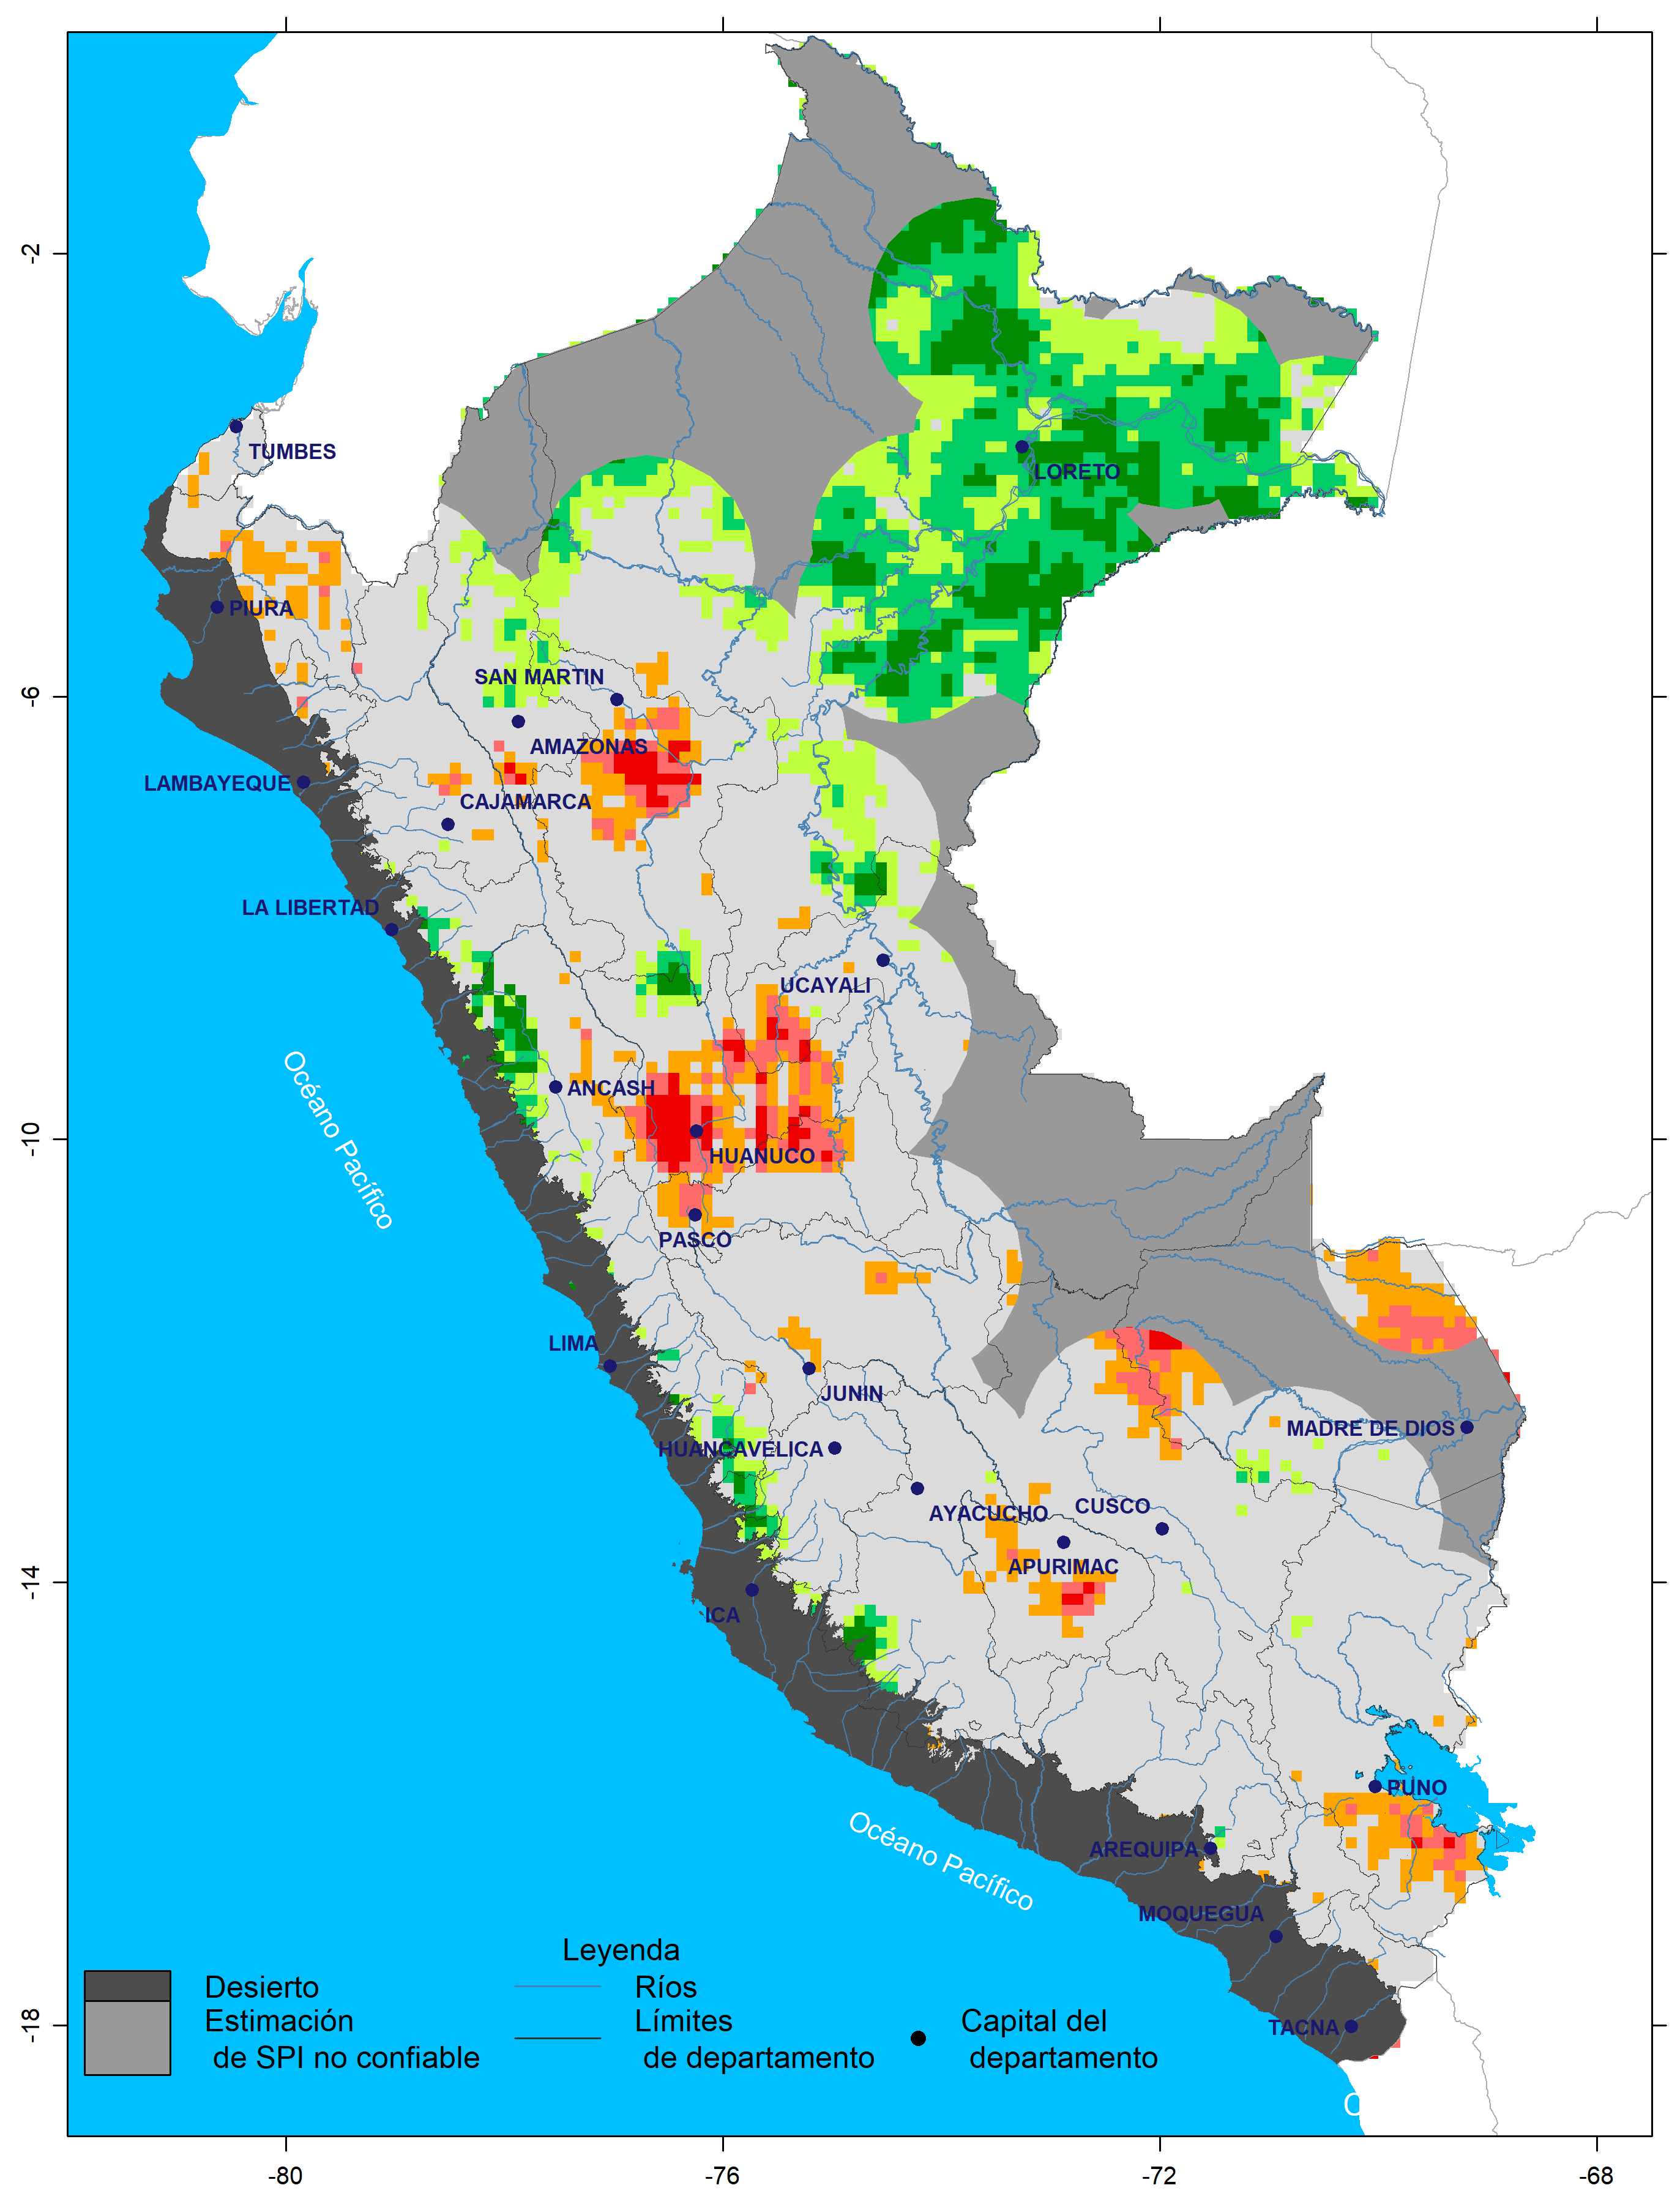 -2
-6
-10
-14
-18
TUMBES
LORETO
PIURA
SAN MARTIN
AMAZONAS
LAMBAYEQUE
CAJAMARCA
LA LIBERTAD
UCAYALI
Océano Pacífico
ANCASH
HUANUCO
PASCO
LIMA
JUNIN
MADRE DE DIOS
HUANCAVELICA
AYACUCHO
CUSCO
APURIMAC
ICA
PUNO
Océano Pacífico
AREQUIPA
MOQUEGUA
TACNA
Leyenda
Desierto
Estimación
de SPI no confiable
Ríos
Límites
de departamento
Capital del
departamento
-80
-76
-72
-68